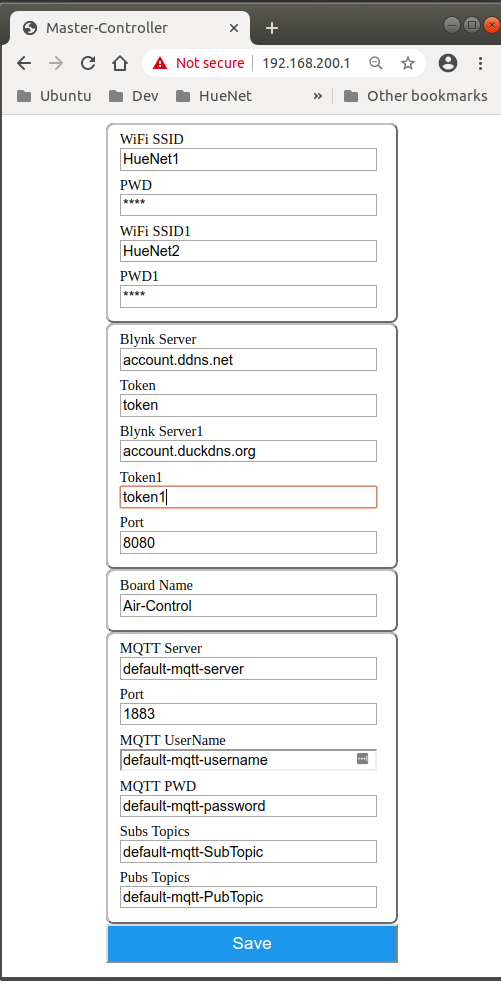 Master-Controller
Not secure 192.168.200.1
Ubuntu Dev HueNet » Other bookmarks
WiFi SSID
HueNet1
PWD
****
WiFi SSID1
HueNet2
PWD1
****
Blynk Server
account.ddns.net
Token
token
Blynk Server1
account.duckdns.org
Token1
token1
Port
8080
Board Name
Air-Control
MQTT Server
default-mqtt-server
Port
1883
MQTT UserName
default-mqtt-username
MQTT PWD
default-mqtt-password
Subs Topics
default-mqtt-SubTopic
Pubs Topics
default-mqtt-PubTopic
Save